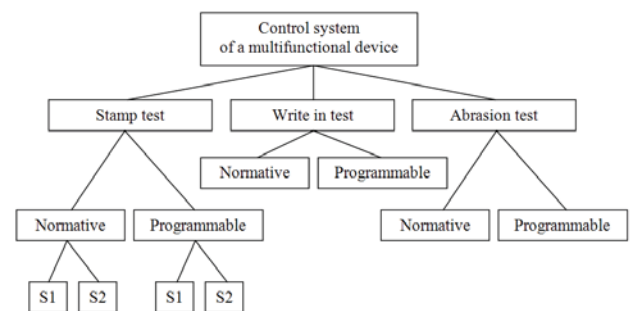 Control system
of a multifunctional device
Stamp test
Write in test
Abrasion test
Normative
Programmable
Normative
Programmable
Normative
Programmable
S1
S2
S1
S2